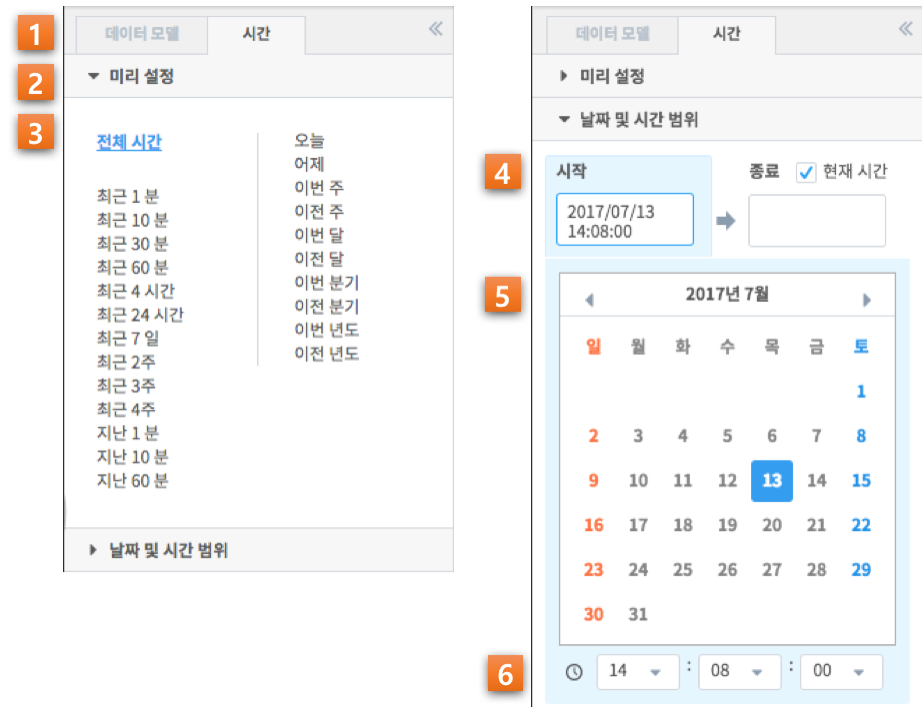 1
데이터 모델 시간
2
미리 설정
3
전체 시간
최근 1 분
최근 10 분
최근 30 분
최근 60 분
최근 4 시간
최근 24 시간
최근 7 일
최근 2주
최근 3주
최근 4주
지난 1 분
지난 10 분
지난 60 분
오늘
어제
이번 주
이전 주
이번 달
이전 달
이번 분기
이전 분기
이번 년도
이전 년도
날짜 및 시간 범위
데이터 모델 시간
미리 설정
날짜 및 시간 범위
4
시작 종료 현재 시간
2017/07/13
14:08:00
5
2017년 7월
일 월 화 수 목 금 토
1
2 3 4 5 6 7 8
9 10 11 12 13 14 15
16 17 18 19 20 21 22
23 24 25 26 27 28 29
30 31
6
14 : 08 : 00